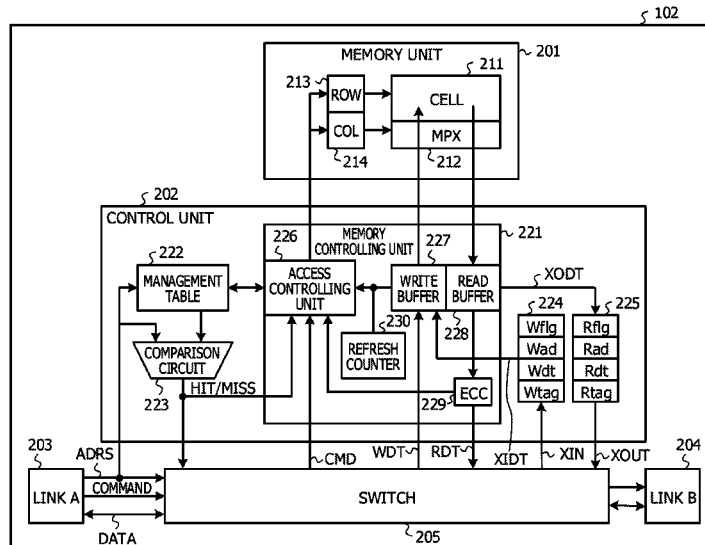 102
MEMORY UNIT
201
213
211
ROW
CELL
COL
MPX
214
212
202
CONTROL UNIT
MEMORY
CONTROLLING UNIT
221
226
227
222
MANAGEMENT
TABLE
ACCESS
CONTROLLING
UNIT
WRITE
BUFFER
READ
BUFFER
XODT
224
225
230
228
REFRESH
COUNTER
Wflg
Wad
Wdt
Wtag
Rflg
Rad
Rdt
Rtag
COMPARISON
CIRCUIT
223
HIT/MISS
229
ECC
203
ADRS
CMD
WDT
RDT
XIDT
XIN
XOUT
204
LINK A
COMMAND
SWITCH
LINK B
DATA
205